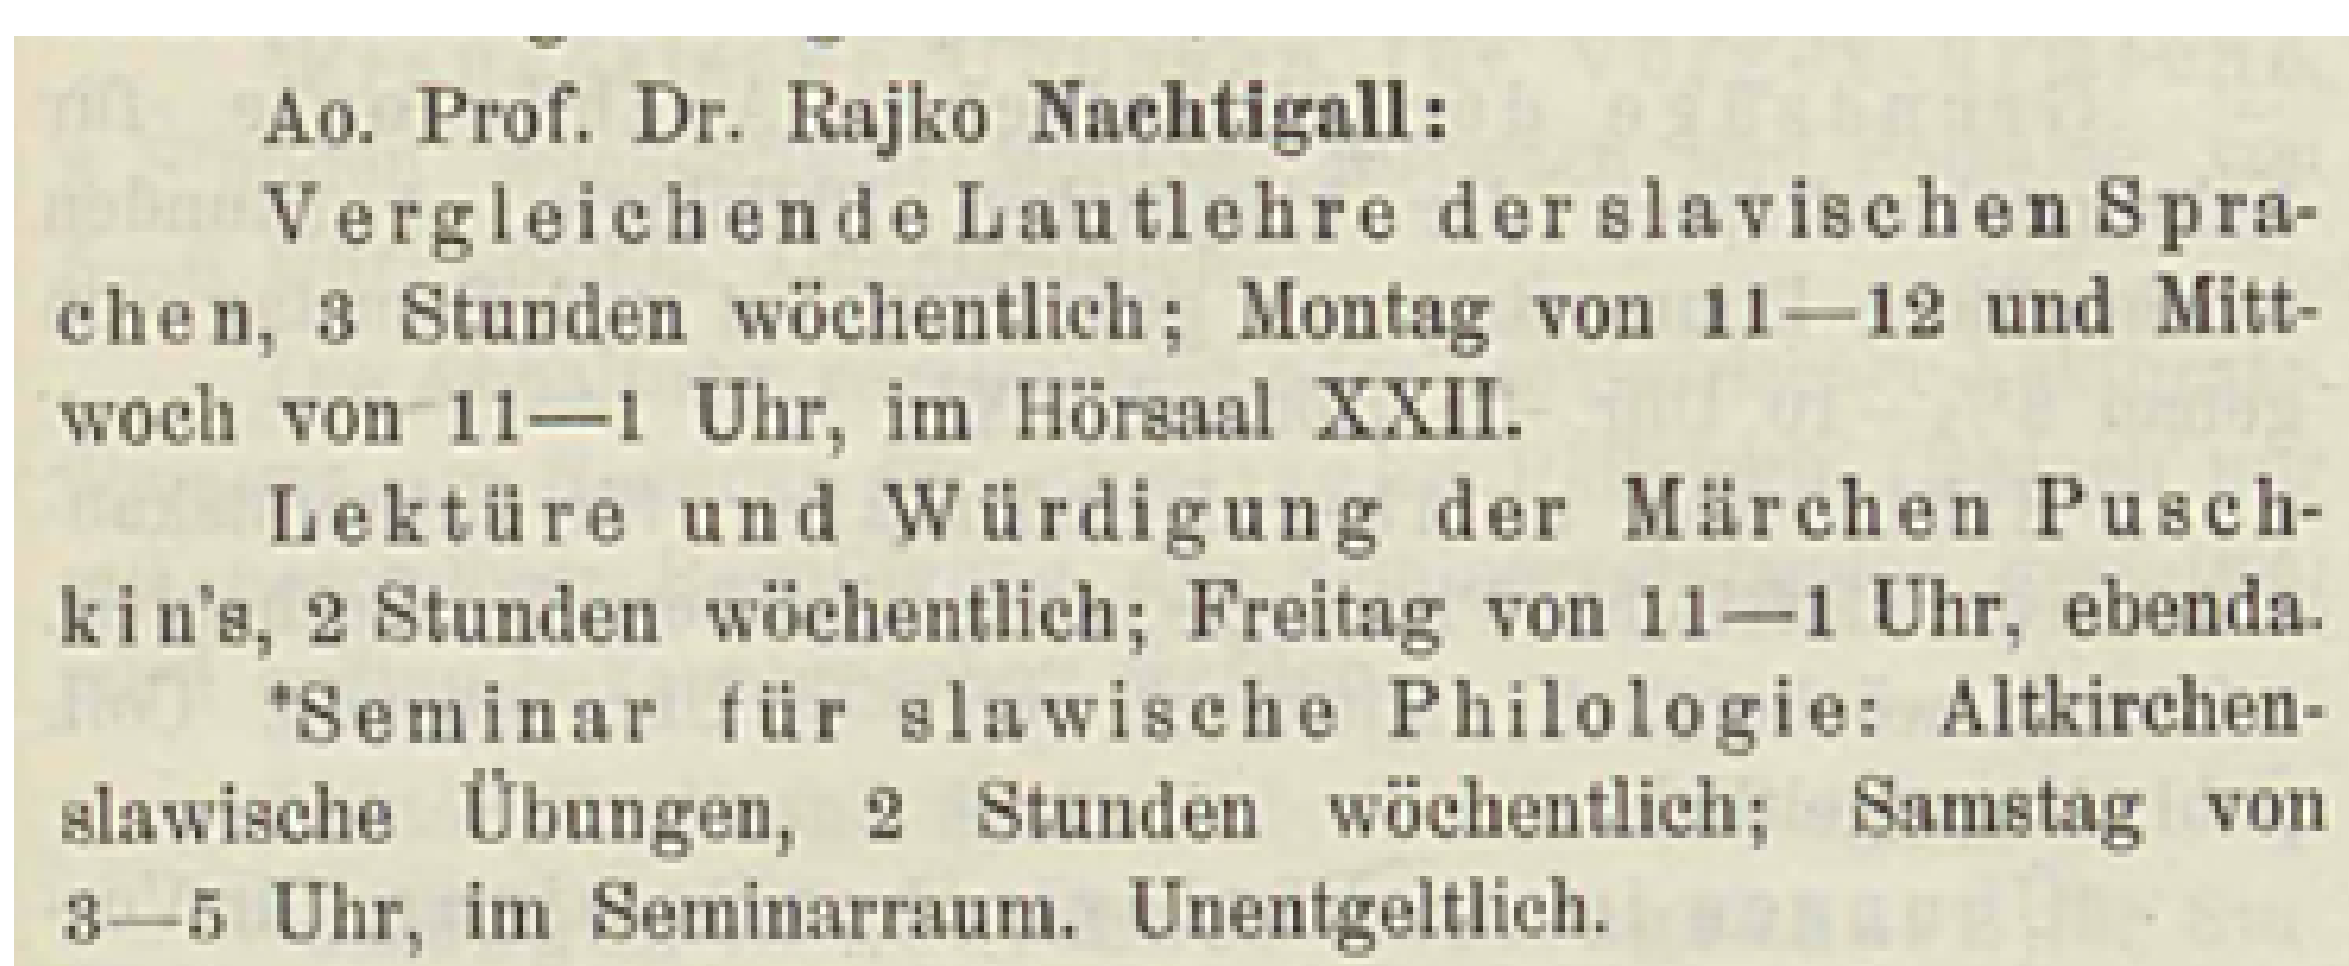 Ao. Prof. Dr. Rajko Nachtigall:
Vergleichende Lautlehre der slavischen Spra-
chen, 3 Stunden wöchentlich; Montag von 11—12 und Mitt-
woch von 11—1 Uhr, im Hörsaal XXII.
Lektüre und Würdigung der Märchen Pusch-
kin's, 2 Stunden wöchentlich; Freitag von 11—1 Uhr, ebenda.
*Seminar für slawische Philologie: Altkirchen-
slawische Übungen, 2 Stunden wöchentlich; Samstag von
3—5 Uhr, im Seminarraum. Unentgeltlich.